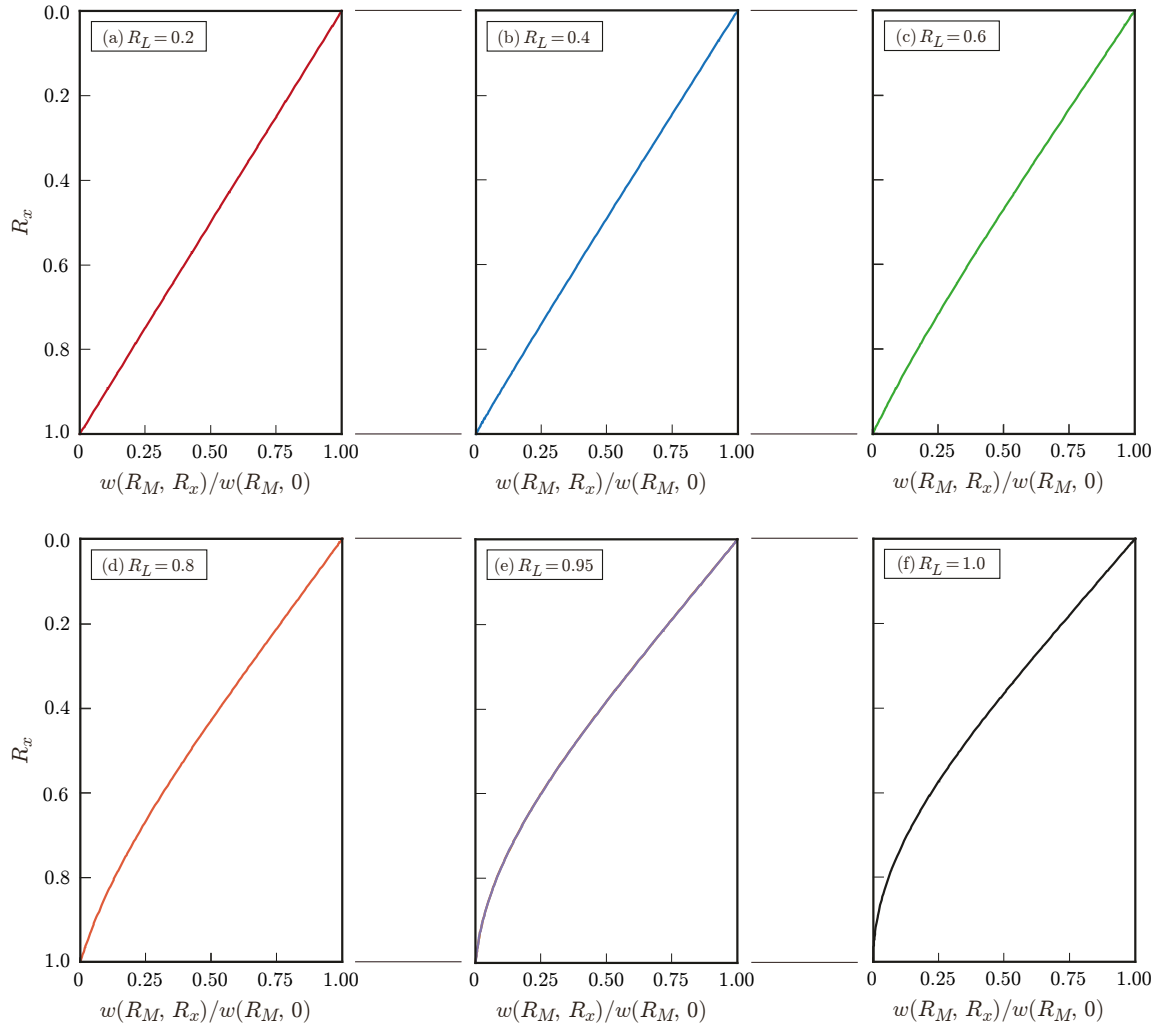 (a) R_L = 0.2
(b) R_L = 0.4
(c) R_L = 0.6
R_x
0.0
0.2
0.4
0.6
0.8
1.0
0 0.25 0.50 0.75 1.00
0 0.25 0.50 0.75 1.00
0 0.25 0.50 0.75 1.00
w(R_M, R_x)/w(R_M, 0)
w(R_M, R_x)/w(R_M, 0)
w(R_M, R_x)/w(R_M, 0)
(d) R_L = 0.8
(e) R_L = 0.95
(f) R_L = 1.0
R_x
0.0
0.2
0.4
0.6
0.8
1.0
0 0.25 0.50 0.75 1.00
0 0.25 0.50 0.75 1.00
0 0.25 0.50 0.75 1.00
w(R_M, R_x)/w(R_M, 0)
w(R_M, R_x)/w(R_M, 0)
w(R_M, R_x)/w(R_M, 0)